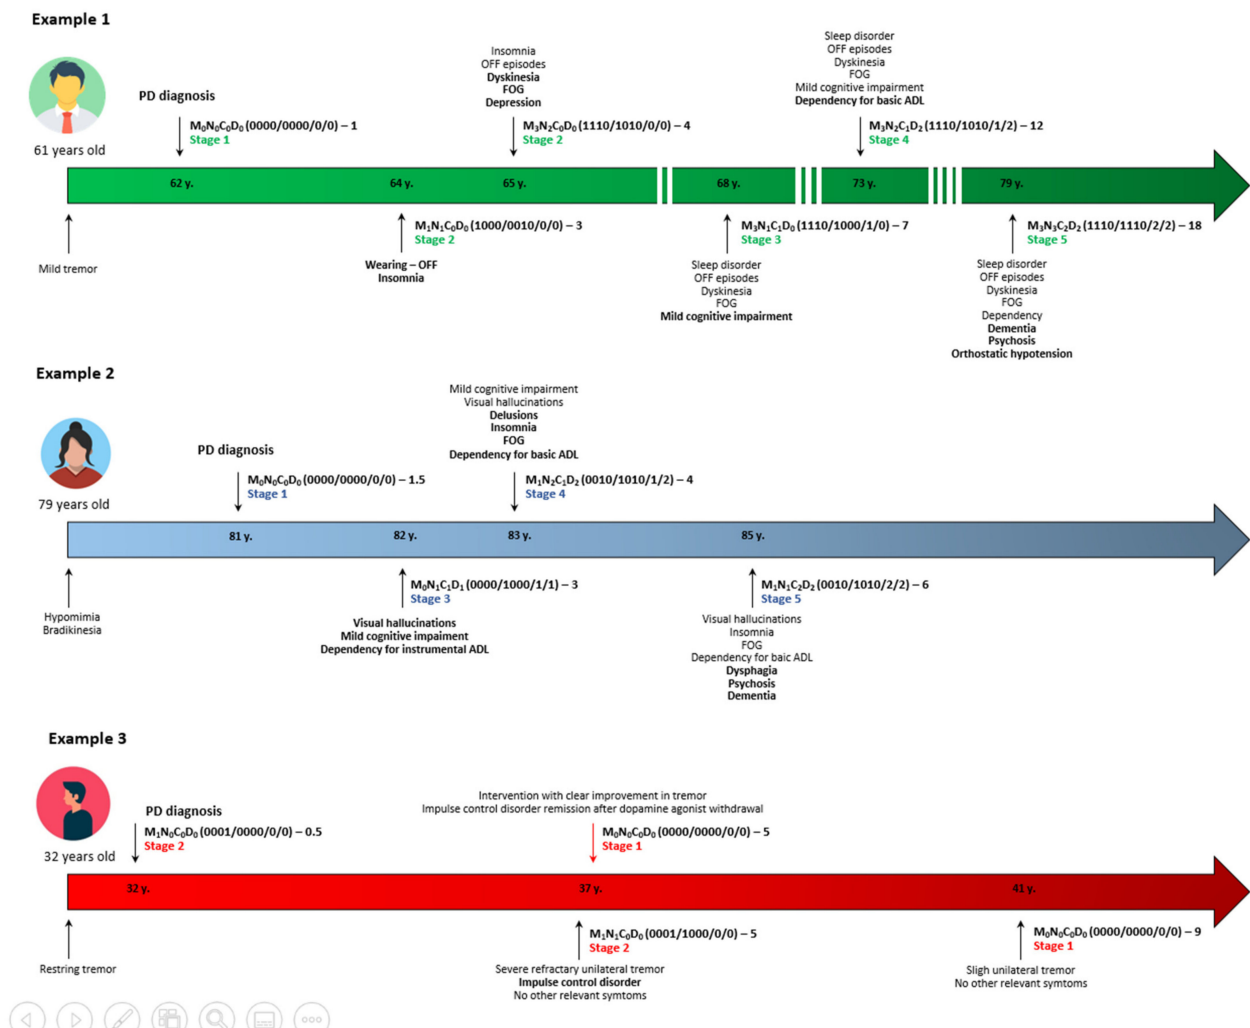 Example 1
61 years old
PD diagnosis
M₀N₀C₀D₀ (0000/0000/0/0) – 1
Stage 1
Insomnia
OFF episodes
Dyskinesia
FOG
Depression
M₃N₂C₀D₀ (1110/1010/0/0) – 4
Stage 2
Sleep disorder
OFF episodes
Dyskinesia
FOG
Mild cognitive impairment
Dependency for basic ADL
M₃N₂C₁D₂ (1110/1010/1/2) – 12
Stage 4
62 y.
64 y.
65 y.
68 y.
73 y.
79 y.
Mild tremor
M₁N₁C₀D₀ (1000/0010/0/0) – 3
Stage 2
Wearing – OFF
Insomnia
M₃N₁C₁D₀ (1110/1000/1/0) – 7
Stage 3
Sleep disorder
OFF episodes
Dyskinesia
FOG
Mild cognitive impairment
M₃N₃C₂D₂ (1110/1110/2/2) – 18
Stage 5
Sleep disorder
OFF episodes
Dyskinesia
FOG
Dependency
Dementia
Psychosis
Orthostatic hypotension
Example 2
79 years old
PD diagnosis
M₀N₀C₀D₀ (0000/0000/0/0) – 1.5
Stage 1
Mild cognitive impairment
Visual hallucinations
Delusions
Insomnia
FOG
Dependency for basic ADL
M₁N₂C₁D₂ (0010/1010/1/2) – 4
Stage 4
81 y.
82 y.
83 y.
85 y.
Hypomimia
Bradikinesia
M₀N₁C₁D₁ (0000/1000/1/1) – 3
Stage 3
Visual hallucinations
Mild cognitive impaiment
Dependency for instrumental ADL
M₁N₁C₂D₂ (0010/1010/2/2) – 6
Stage 5
Visual hallucinations
Insomnia
FOG
Dependency for baic ADL
Dysphagia
Psychosis
Dementia
Example 3
32 years old
PD diagnosis
M₁N₀C₀D₀ (0001/0000/0/0) – 0.5
Stage 2
Intervention with clear improvement in tremor
Impulse control disorder remission after dopamine agonist withdrawal
M₀N₀C₀D₀ (0000/0000/0/0) – 5
Stage 1
32 y.
37 y.
41 y.
Restring tremor
M₁N₁C₀D₀ (0001/1000/0/0) – 5
Stage 2
Severe refractary unilateral tremor
Impulse control disorder
No other relevant symtoms
M₀N₀C₀D₀ (0000/0000/0/0) – 9
Stage 1
Sligh unilateral tremor
No other relevant symtoms